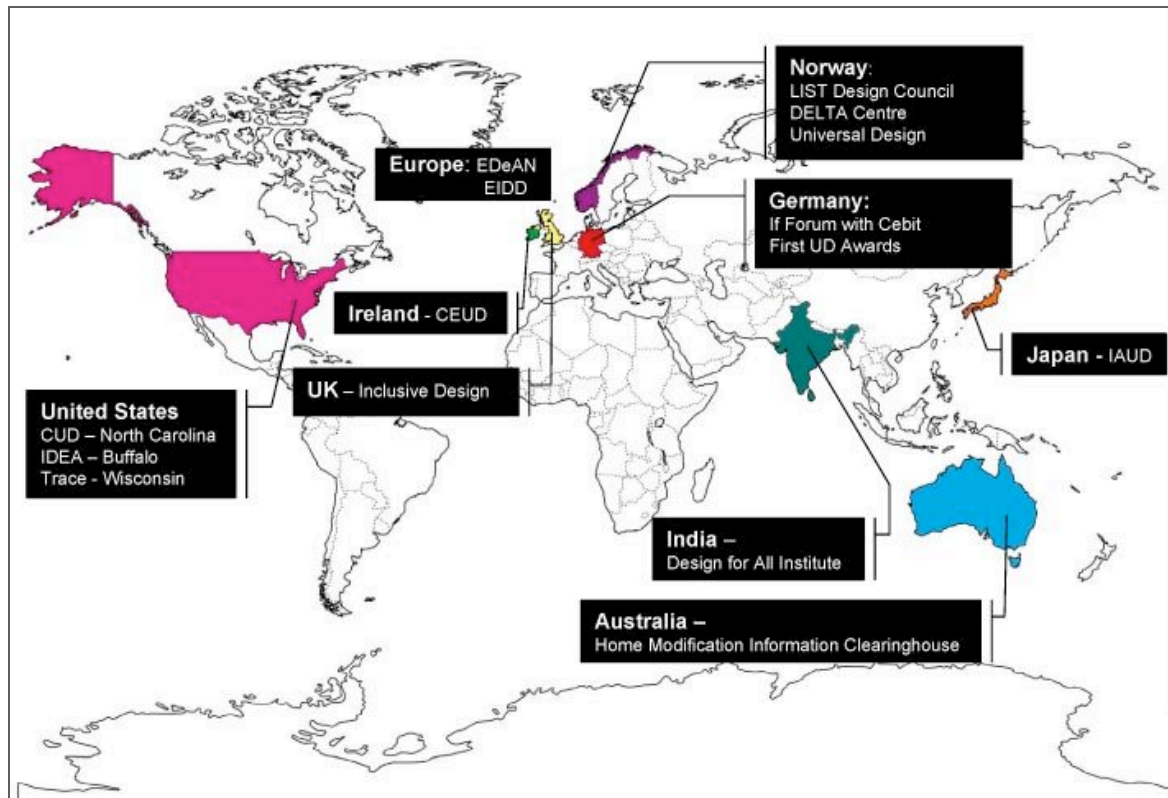 Norway:
LIST Design Council
DELTA Centre
Universal Design
Europe: EDeAN
EIDD
Germany:
If Forum with Cebit
First UD Awards
Ireland - CEUD
Japan - IAUD
UK – Inclusive Design
United States
CUD – North Carolina
IDEA – Buffalo
Trace - Wisconsin
India –
Design for All Institute
Australia –
Home Modification Information Clearinghouse